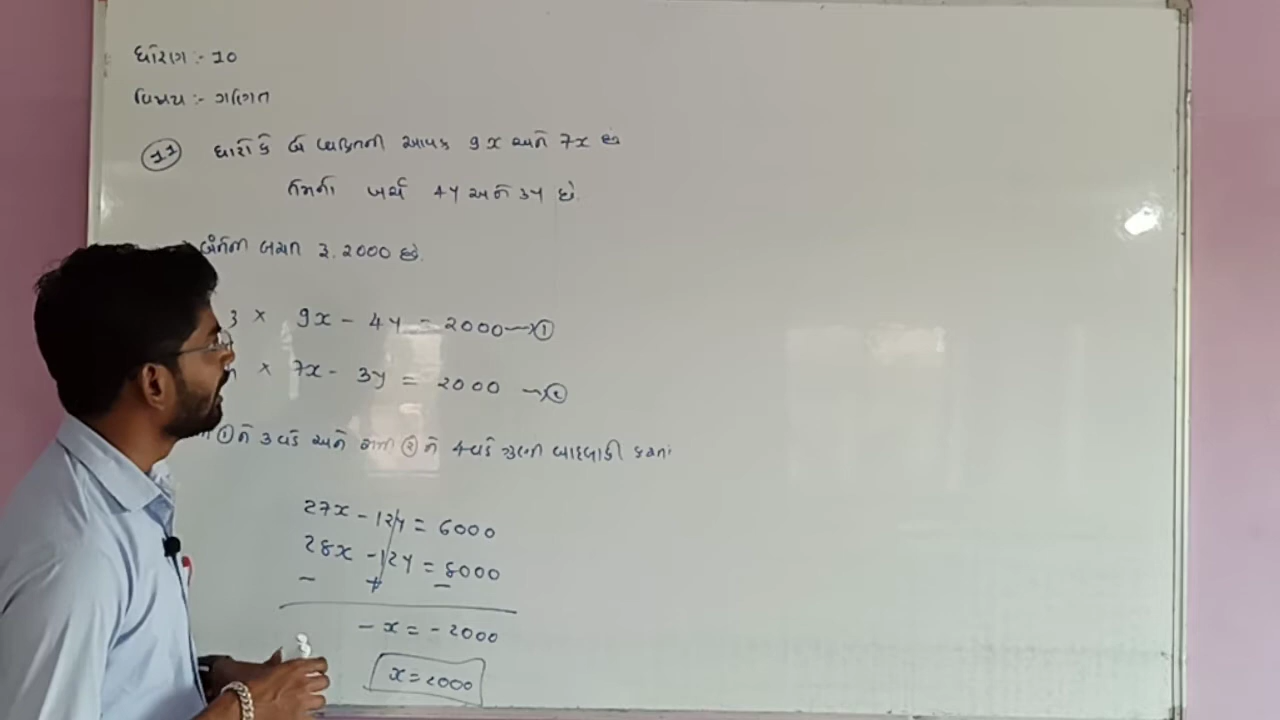 ધોરણ :- 10
વિષય :- ગણિત
11 ધારો કે બે વ્યક્તિની આવક 9x અને 7x છે
તેમના ખર્ચ 4y અને 3y છે.
બંનેની બચત રૂ. 2000 છે.
3 × 9x - 4y = 2000 → ①
× 7x - 3y = 2000 → ②
① ને 3 વડે અને ② ને 4 વડે ગુણી બાદબાકી કરતાં
27x - 12y = 6000
28x - 12y = 8000
- + -
- x = - 2000
x = 2000